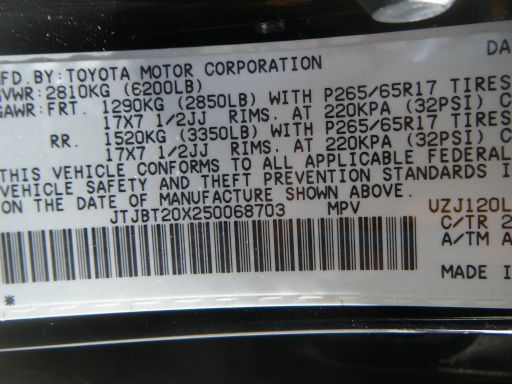 MFD. BY: TOYOTA MOTOR CORPORATION DA
GVWR: 2810KG (6200LB)
GAWR: FRT. 1290KG (2850LB) WITH P265/65R17 TIRES
17X7 1/2JJ RIMS. AT 220KPA (32PSI) C
RR. 1520KG (3350LB) WITH P265/65R17 TIRES
17X7 1/2JJ RIMS. AT 220KPA (32PSI) C
THIS VEHICLE CONFORMS TO ALL APPLICABLE FEDERAL
VEHICLE SAFETY AND THEFT PREVENTION STANDARDS I
ON THE DATE OF MANUFACTURE SHOWN ABOVE.
JTJBT20X250068703 MPV VZJ120L
C/TR 2
A/TM A
MADE I
*